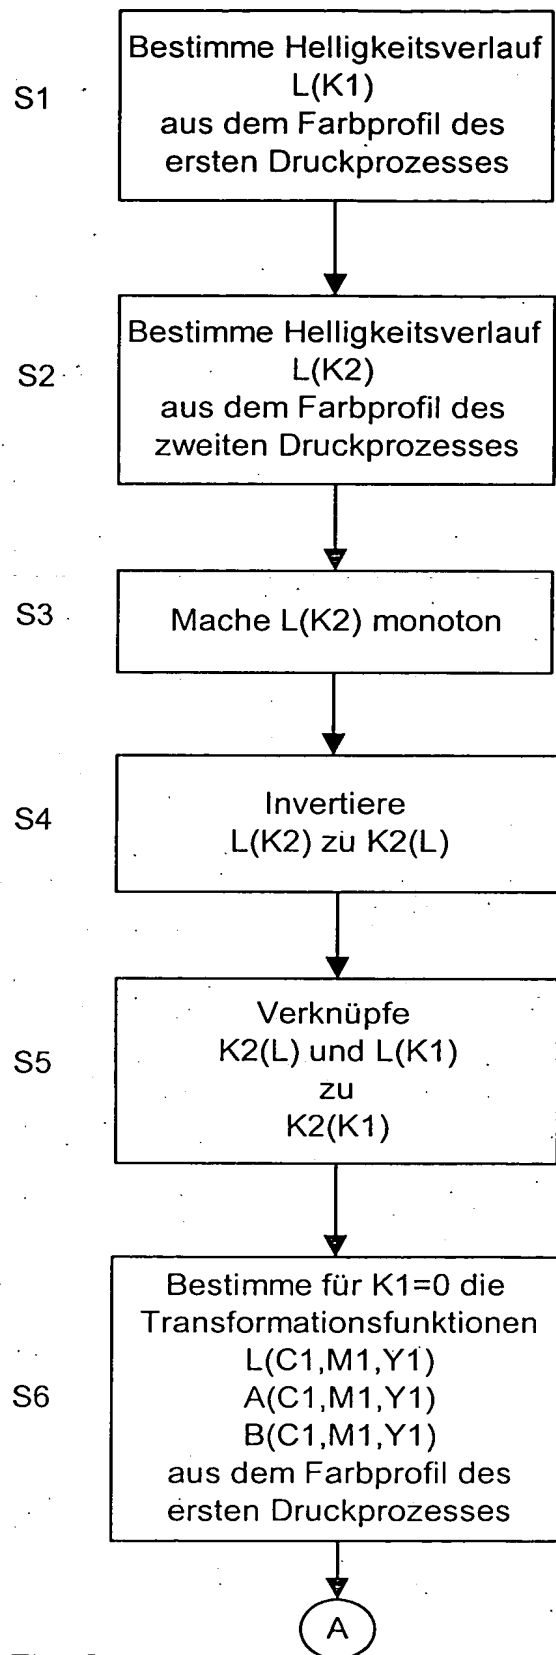 S1
Bestimme Helligkeitsverlauf
L(K1)
aus dem Farbprofil des
ersten Druckprozesses
S2
Bestimme Helligkeitsverlauf
L(K2)
aus dem Farbprofil des
zweiten Druckprozesses
S3
Mache L(K2) monoton
S4
Invertiere
L(K2) zu K2(L)
S5
Verknüpfe
K2(L) und L(K1)
zu
K2(K1)
S6
Bestimme für K1=0 die
Transformationsfunktionen
L(C1,M1,Y1)
A(C1,M1,Y1)
B(C1,M1,Y1)
aus dem Farbprofil des
ersten Druckprozesses
A